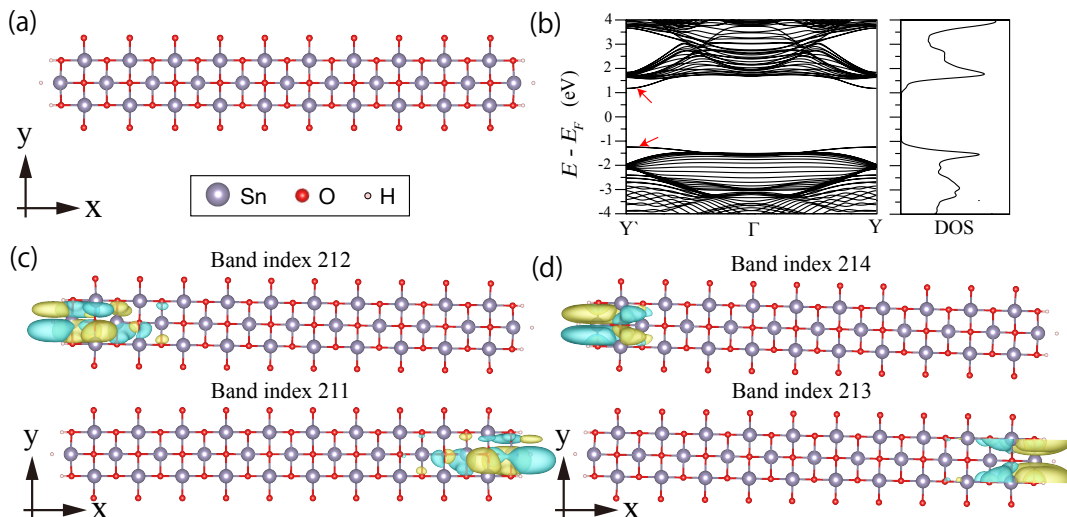 (a)
y
x
Sn O H
(b)
E - E_F (eV)
4
3
2
1
0
-1
-2
-3
-4
Y` Γ Y
DOS
(c)
Band index 212
Band index 211
y
x
(d)
Band index 214
Band index 213
y
x